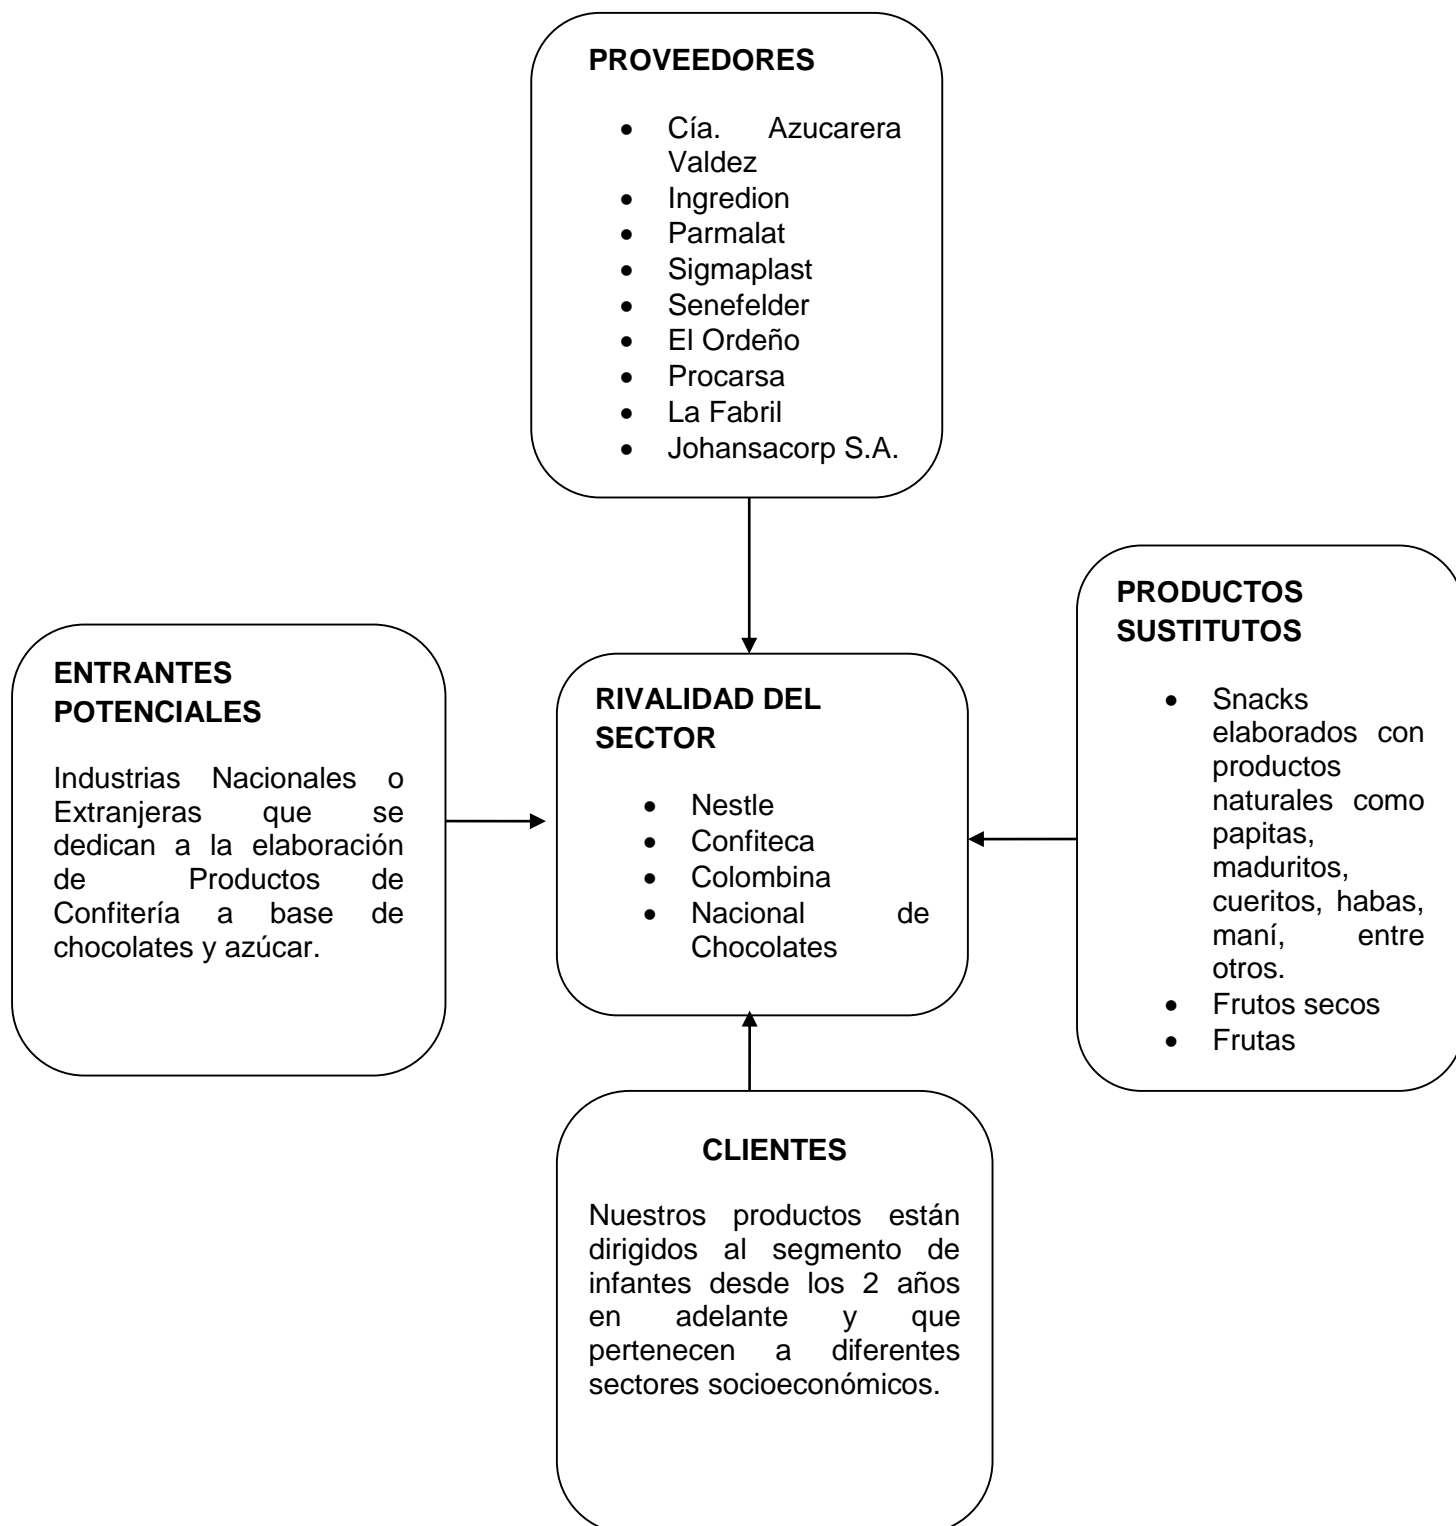 PROVEEDORES
• Cía. Azucarera
Valdez
• Ingredion
• Parmalat
• Sigmaplast
• Senefelder
• El Ordeño
• Procarsa
• La Fabril
• Johansacorp S.A.
ENTRANTES
POTENCIALES
Industrias Nacionales o
Extranjeras que se
dedican a la elaboración
de Productos de
Confitería a base de
chocolates y azúcar.
RIVALIDAD DEL
SECTOR
• Nestle
• Confiteca
• Colombina
• Nacional de
Chocolates
PRODUCTOS
SUSTITUTOS
• Snacks
elaborados con
productos
naturales como
papitas,
maduritos,
cueritos, habas,
maní, entre
otros.
• Frutos secos
• Frutas
CLIENTES
Nuestros productos están
dirigidos al segmento de
infantes desde los 2 años
en adelante y que
pertenecen a diferentes
sectores socioeconómicos.